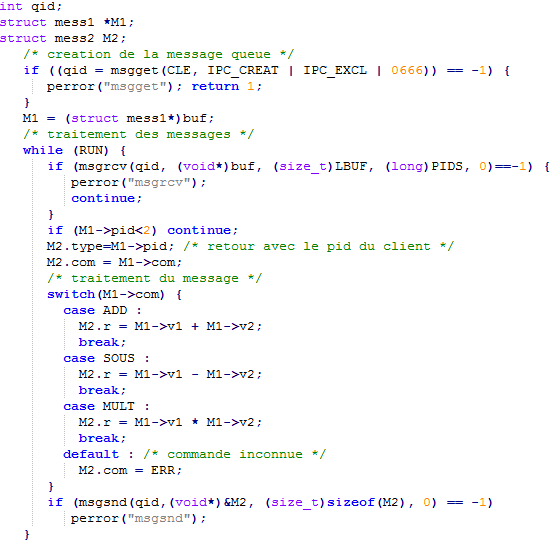 int qid;
struct mess1 *M1;
struct mess2 M2;
/* creation de la message queue */
if ((qid = msgget(CLE, IPC_CREAT | IPC_EXCL | 0666)) == -1) {
perror("msgget"); return 1;
}
M1 = (struct mess1*)buf;
/* traitement des messages */
while (RUN) {
if (msgrcv(qid, (void*)buf, (size_t)LBUF, (long)PIDS, 0)==-1) {
perror("msgrcv");
continue;
}
if (M1->pid<2) continue;
M2.type=M1->pid; /* retour avec le pid du client */
M2.com = M1->com;
/* traitement du message */
switch(M1->com) {
case ADD :
M2.r = M1->v1 + M1->v2;
break;
case SOUS :
M2.r = M1->v1 - M1->v2;
break;
case MULT :
M2.r = M1->v1 * M1->v2;
break;
default : /* commande inconnue */
M2.com = ERR;
}
if (msgsnd(qid,(void*)&M2, (size_t)sizeof(M2), 0) == -1)
perror("msgsnd");
}